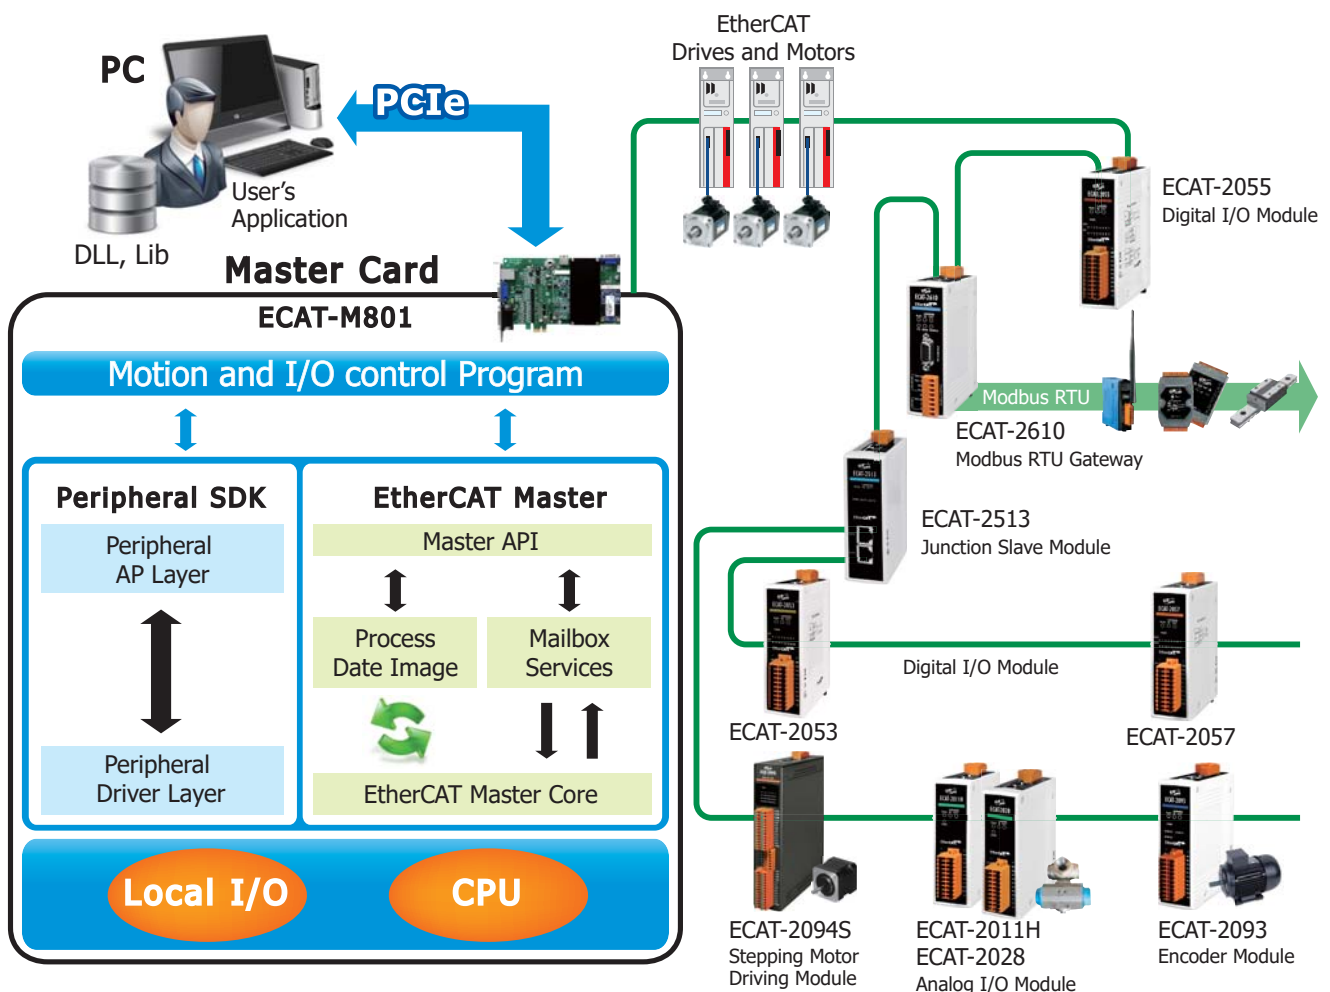 EtherCAT
Drives and Motors
PC
PCIe
User's
Application
DLL, Lib
Master Card
ECAT-M801
Motion and I/O control Program
Peripheral SDK
Peripheral
AP Layer
Peripheral
Driver Layer
EtherCAT Master
Master API
Process
Date Image
Mailbox
Services
EtherCAT Master Core
Local I/O
CPU
ECAT-2055
Digital I/O Module
Modbus RTU
ECAT-2610
Modbus RTU Gateway
ECAT-2513
Junction Slave Module
Digital I/O Module
ECAT-2053
ECAT-2057
ECAT-2094S
Stepping Motor
Driving Module
ECAT-2011H
ECAT-2028
Analog I/O Module
ECAT-2093
Encoder Module